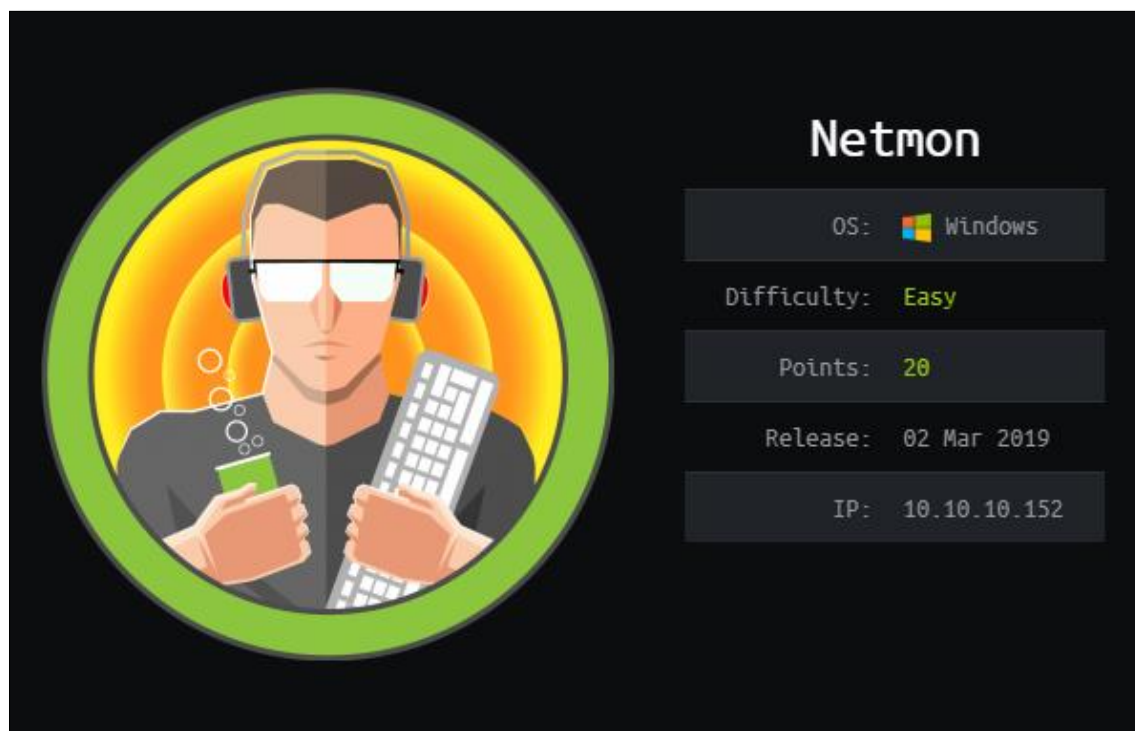 Netmon
OS: Windows
Difficulty: Easy
Points: 20
Release: 02 Mar 2019
IP: 10.10.10.152